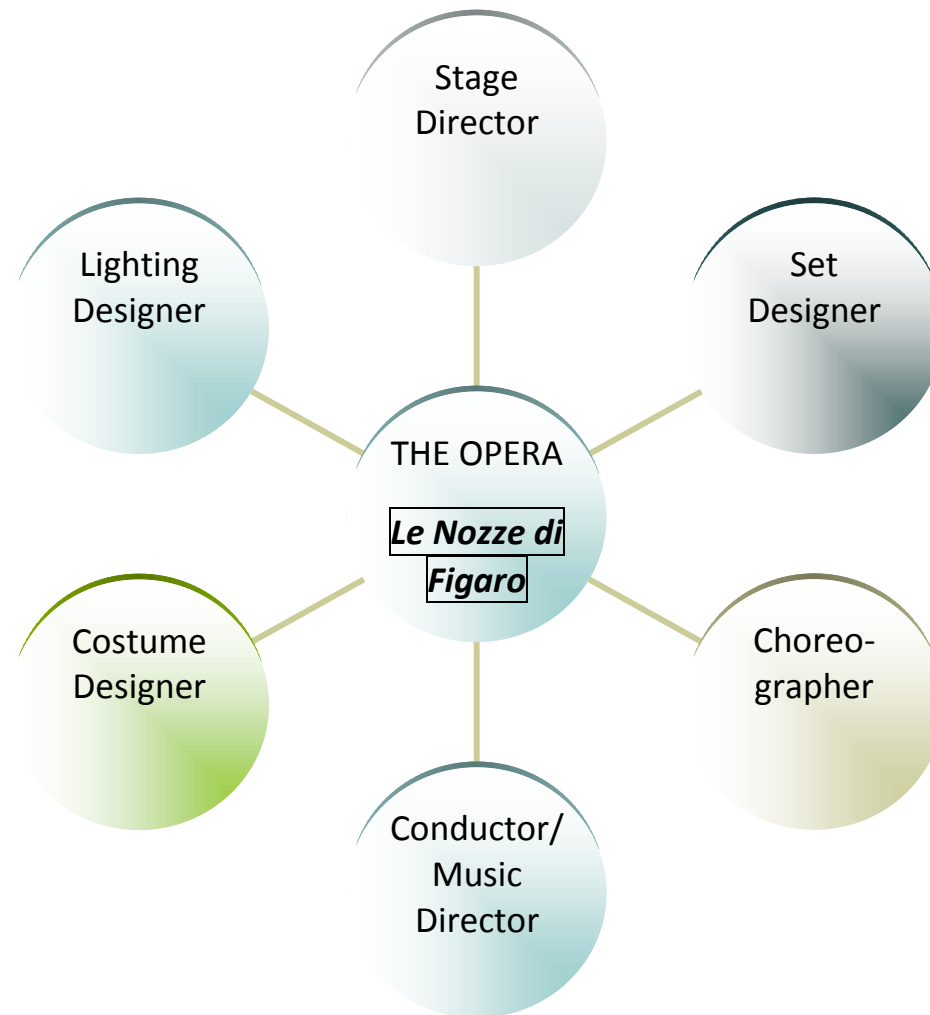 Stage
Director
Lighting
Designer
Set
Designer
THE OPERA
Le Nozze di
Figaro
Costume
Designer
Choreo-
grapher
Conductor/
Music
Director